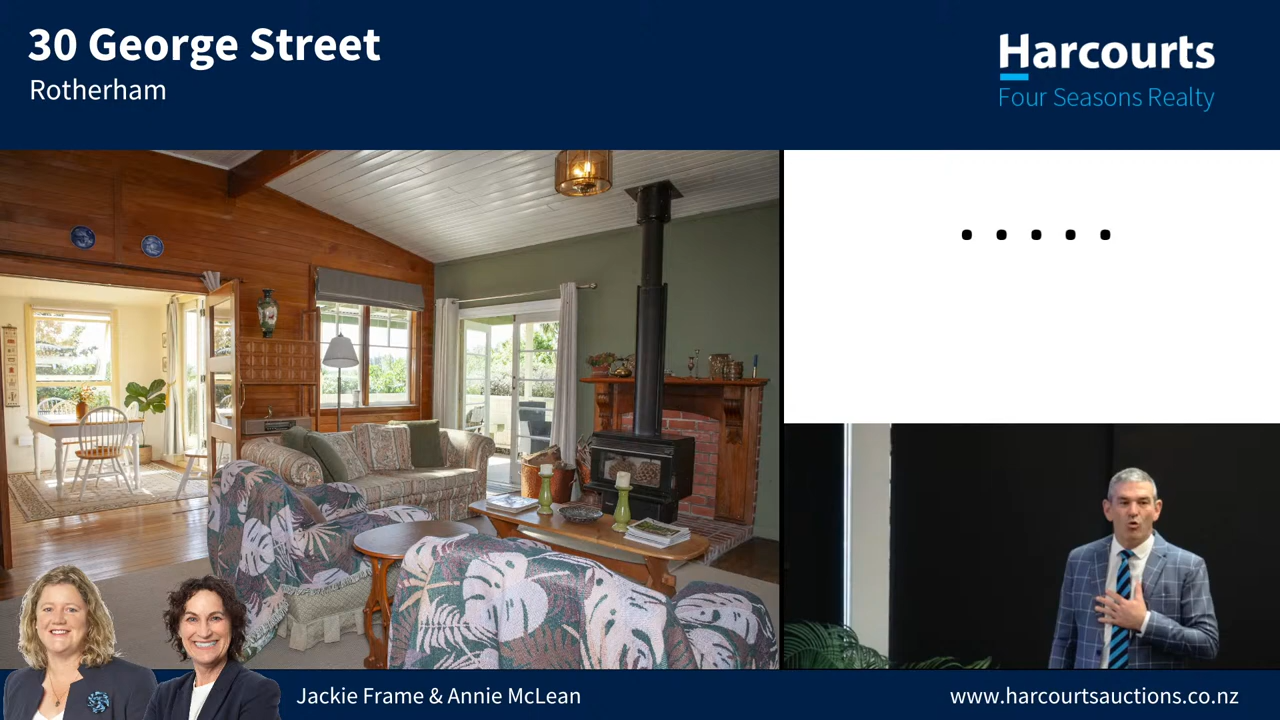 30 George Street
Rotherham
Harcourts
Four Seasons Realty
.....
Jackie Frame & Annie McLean
www.harcourtsauctions.co.nz